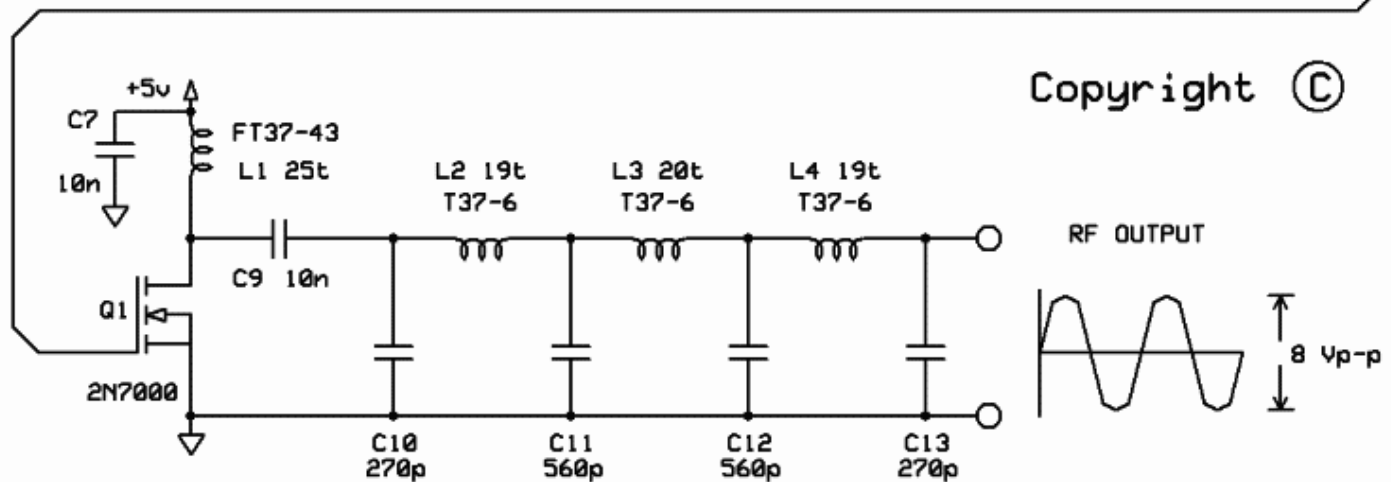 Copyright ©
+5v
C7
10n
FT37-43
L1 25t
L2 19t
T37-6
L3 20t
T37-6
L4 19t
T37-6
C9 10n
RF OUTPUT
Q1
2N7000
8 Vp-p
C10
270p
C11
560p
C12
560p
C13
270p